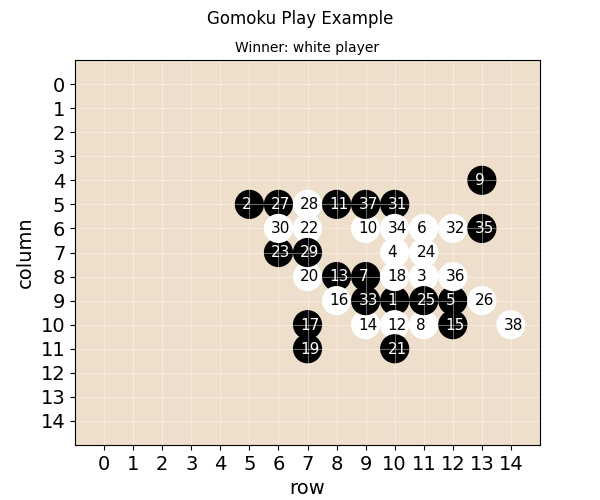 Gomoku Play Example
Winner: white player
0
1
2
3
4 9
5 2 27 28 11 37 31
6 30 22 10 34 6 32 35
7 23 29 4 24
8 20 13 7 18 3 36
9 16 33 1 25 5 26
10 17 14 12 8 15 38
11 19 21
12
13
14
column
0 1 2 3 4 5 6 7 8 9 10 11 12 13 14
row